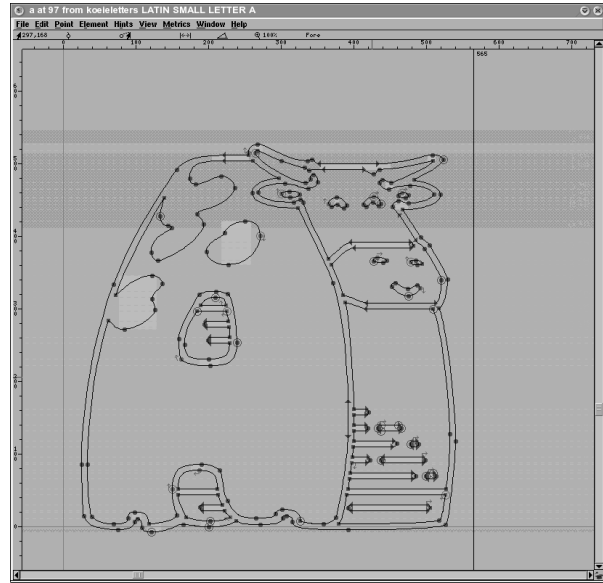 a at 97 from koeleletters LATIN SMALL LETTER A
File Edit Point Element Hints View Metrics Window Help
297,168 100% Fore
0 100 200 300 400 500 600 700
565